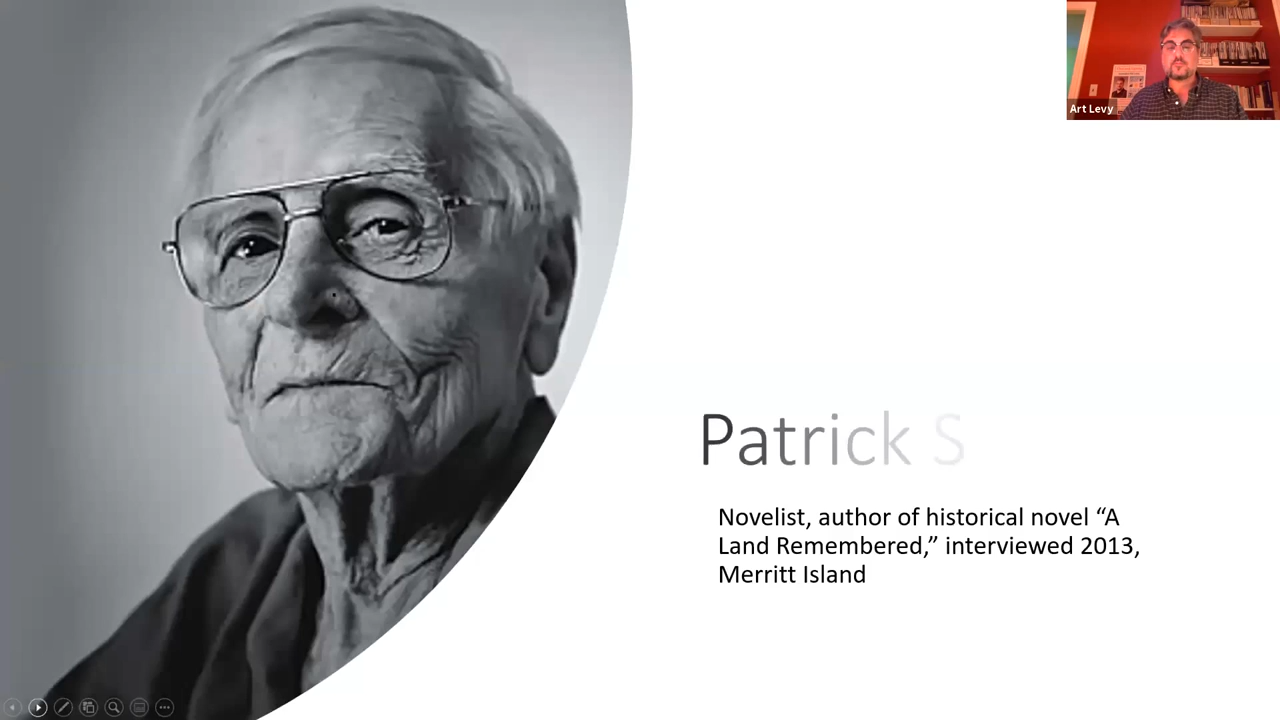 Art Levy
Patrick S
Novelist, author of historical novel “A
Land Remembered,” interviewed 2013,
Merritt Island